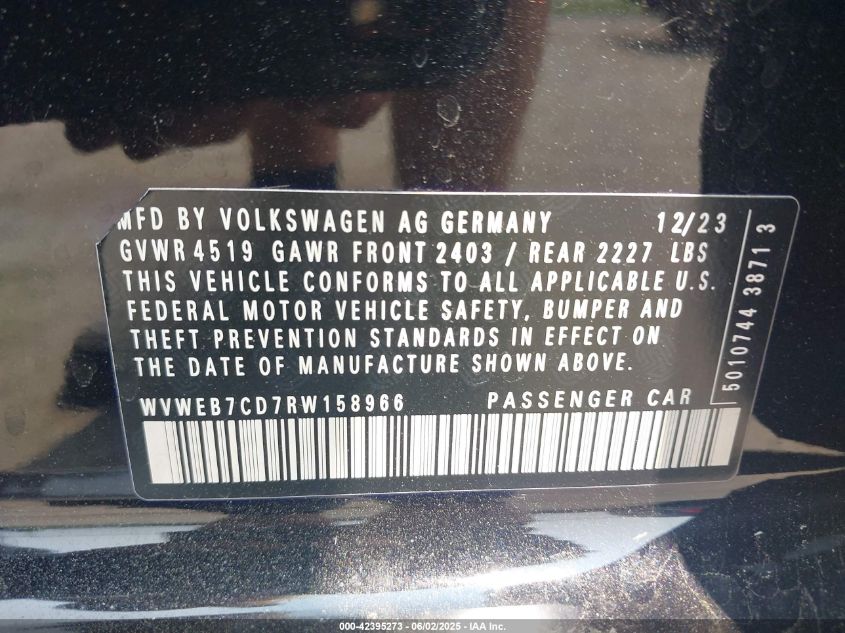 MFD BY VOLKSWAGEN AG GERMANY 12/23
GVWR 4519 GAWR FRONT 2403 / REAR 2227 LBS
THIS VEHICLE CONFORMS TO ALL APPLICABLE U.S.
FEDERAL MOTOR VEHICLE SAFETY, BUMPER AND
THEFT PREVENTION STANDARDS IN EFFECT ON
THE DATE OF MANUFACTURE SHOWN ABOVE.
WVWEB7CD7RW158966 PASSENGER CAR
5010744 3871 3
000-42395273 - 06/02/2025 - IAA Inc.